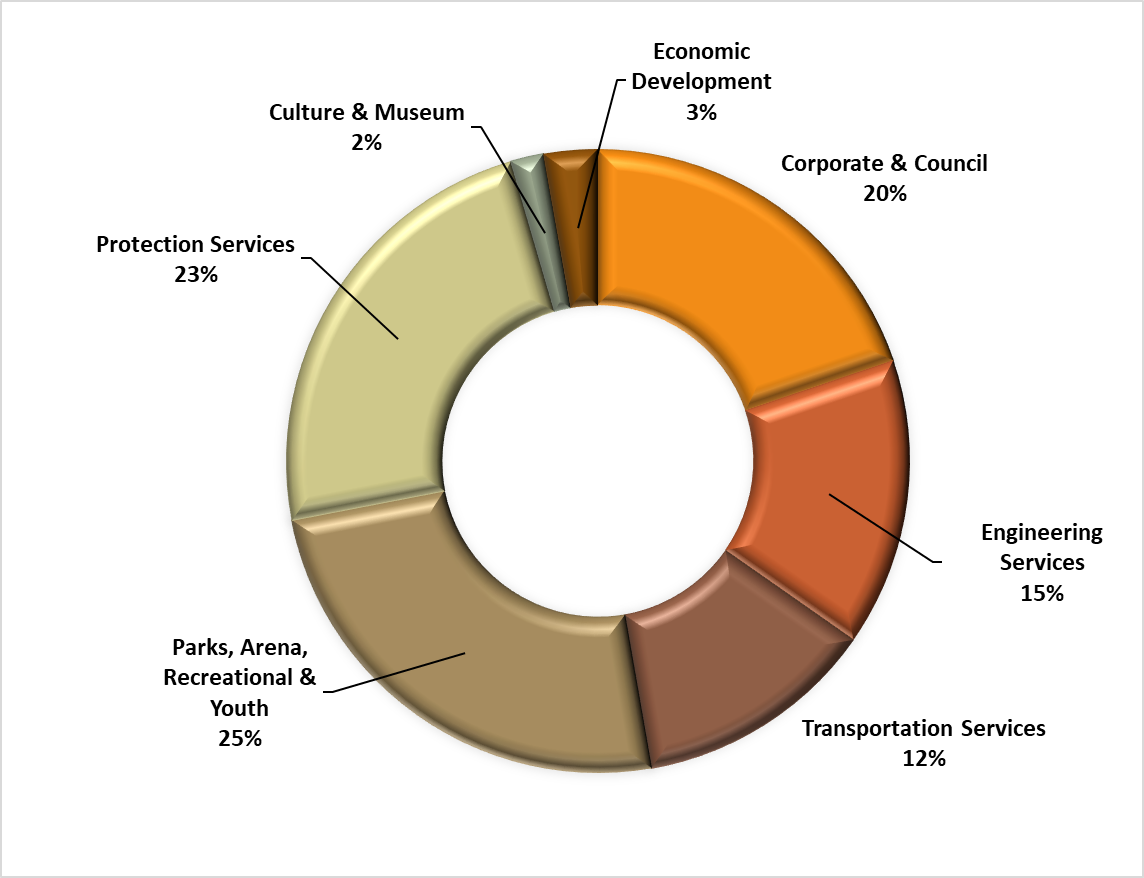 Economic
Development
3%
Culture & Museum
2%
Corporate & Council
20%
Protection Services
23%
Engineering
Services
15%
Parks, Arena,
Recreational &
Youth
25%
Transportation Services
12%